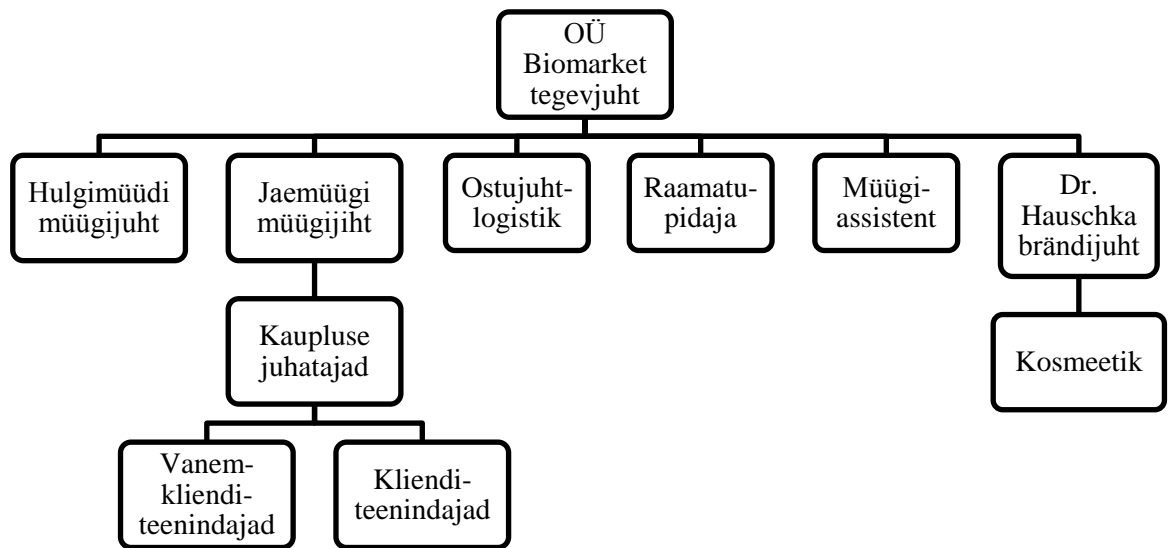 OÜ
Biomarket
tegevjuht
Hulgimüüdi
müügijuht
Jaemüügi
müügijiht
Ostujuht-
logistik
Raamatu-
pidaja
Müügi-
assistent
Dr.
Hauschka
brändijuht
Kaupluse
juhatajad
Kosmeetik
Vanem-
kliendi-
teenindajad
Kliendi-
teenindajad